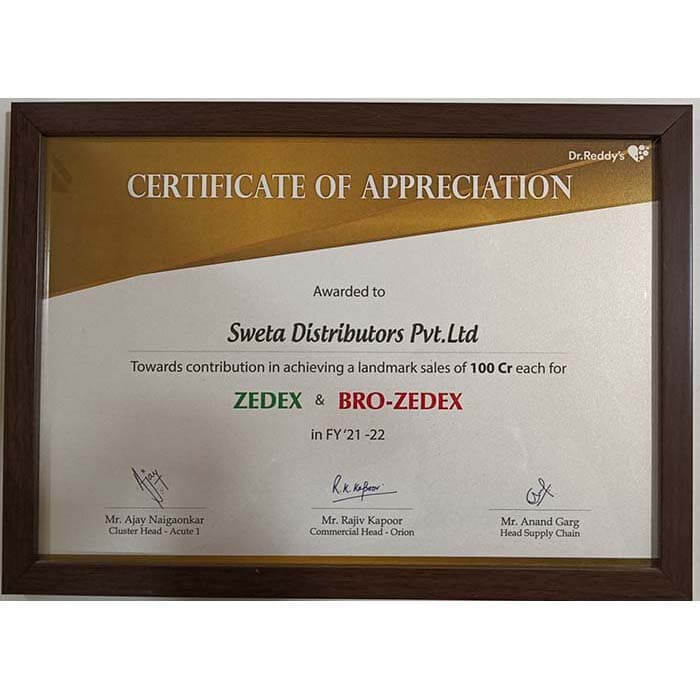 Dr.Reddy's
CERTIFICATE OF APPRECIATION
Awarded to
Sweta Distributors Pvt.Ltd
Towards contribution in achieving a landmark sales of 100 Cr each for
ZEDEX & BRO-ZEDEX
in FY'21 -22
Ajay R.K. Kapoor
Mr. Ajay Naigaonkar Mr. Rajiv Kapoor Mr. Anand Garg
Cluster Head - Acute 1 Commercial Head - Orion Head Supply Chain